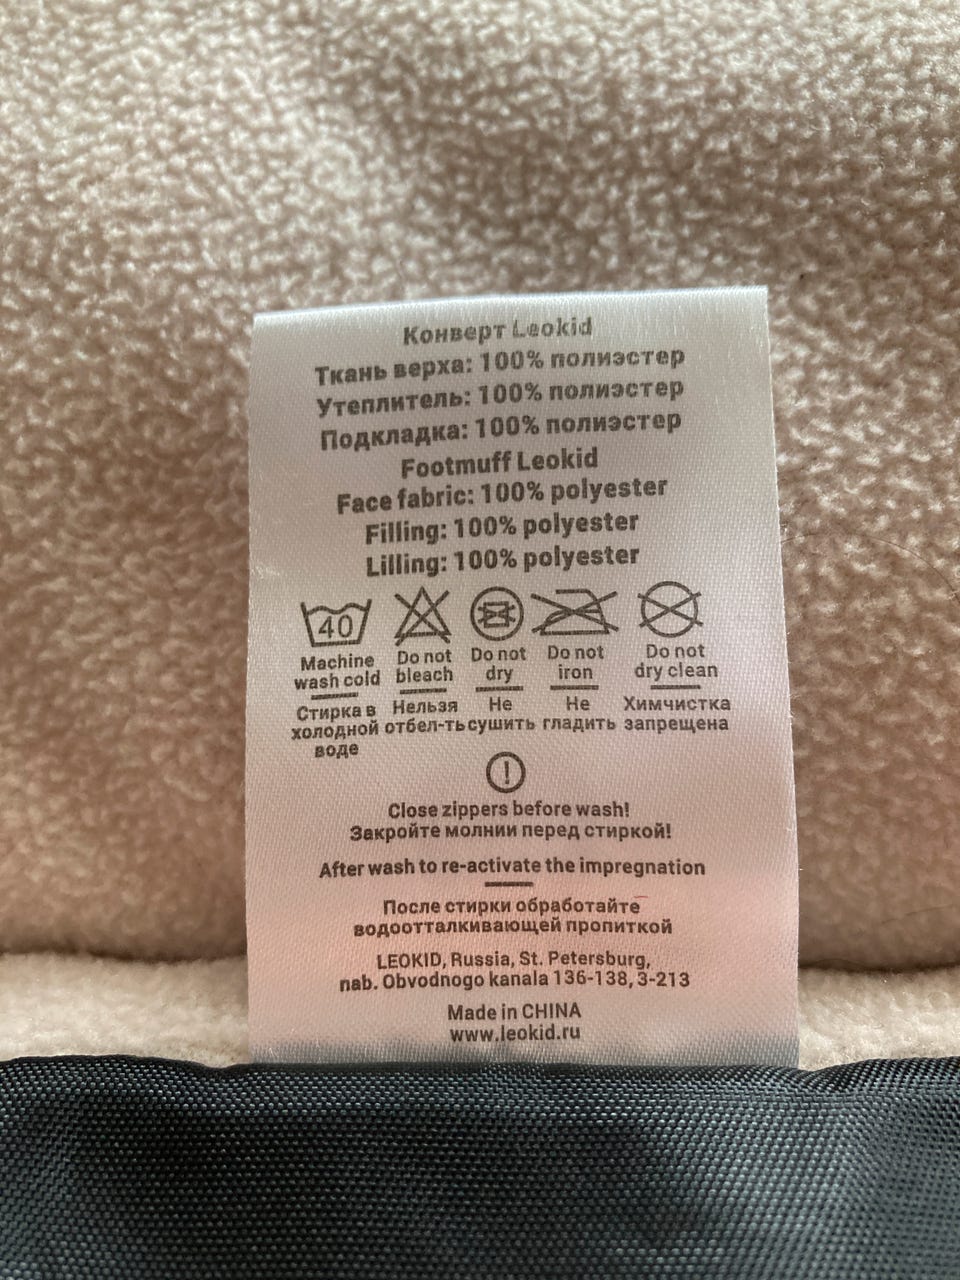 Конверт Leokid
Ткань верха: 100% полиэстер
Утеплитель: 100% полиэстер
Подкладка: 100% полиэстер
Footmuff Leokid
Face fabric: 100% polyester
Filling: 100% polyester
Lilling: 100% polyester
40
Machine wash cold
Do not bleach
Do not dry
Do not iron
Do not dry clean
Стирка в холодной воде
Нельзя отбел-ть
Не сушить
Не гладить
Химчистка запрещена
!
Close zippers before wash!
Закройте молнии перед стиркой!
After wash to re-activate the impregnation
После стирки обработайте
водоотталкивающей пропиткой
LEOKID, Russia, St. Petersburg,
nab. Obvodnogo kanala 136-138, 3-213
Made in CHINA
www.leokid.ru